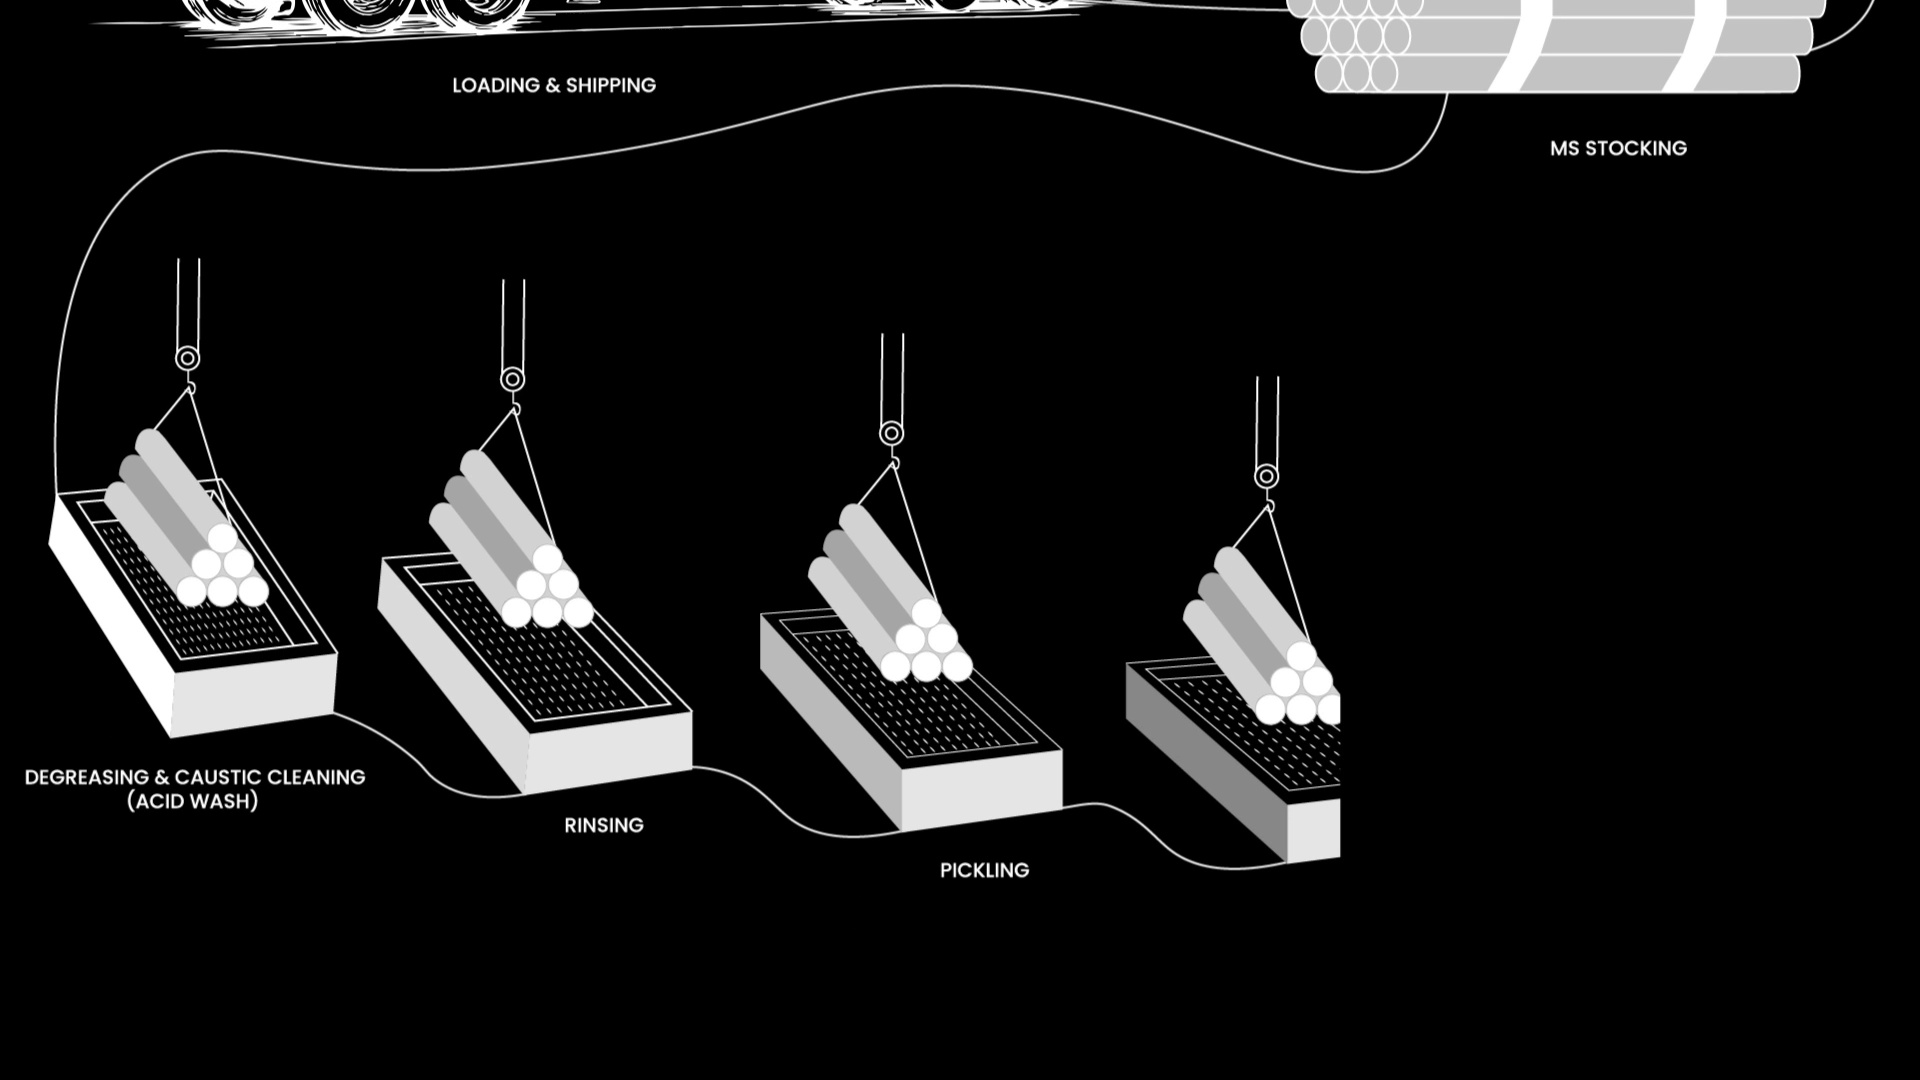 LOADING & SHIPPING
MS STOCKING
DEGREASING & CAUSTIC CLEANING
(ACID WASH)
RINSING
PICKLING